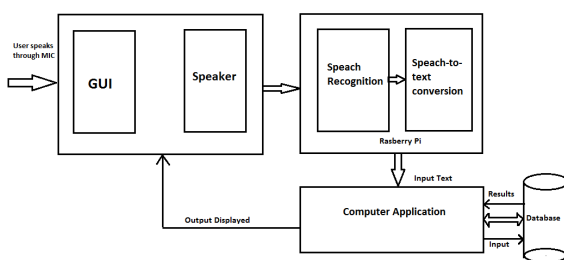 User speaks
through MIC
GUI
Speaker
Speach
Recognition
Speach-to-
text
conversion
Rasberry Pi
Input Text
Computer Application
Output Displayed
Results
Database
Input